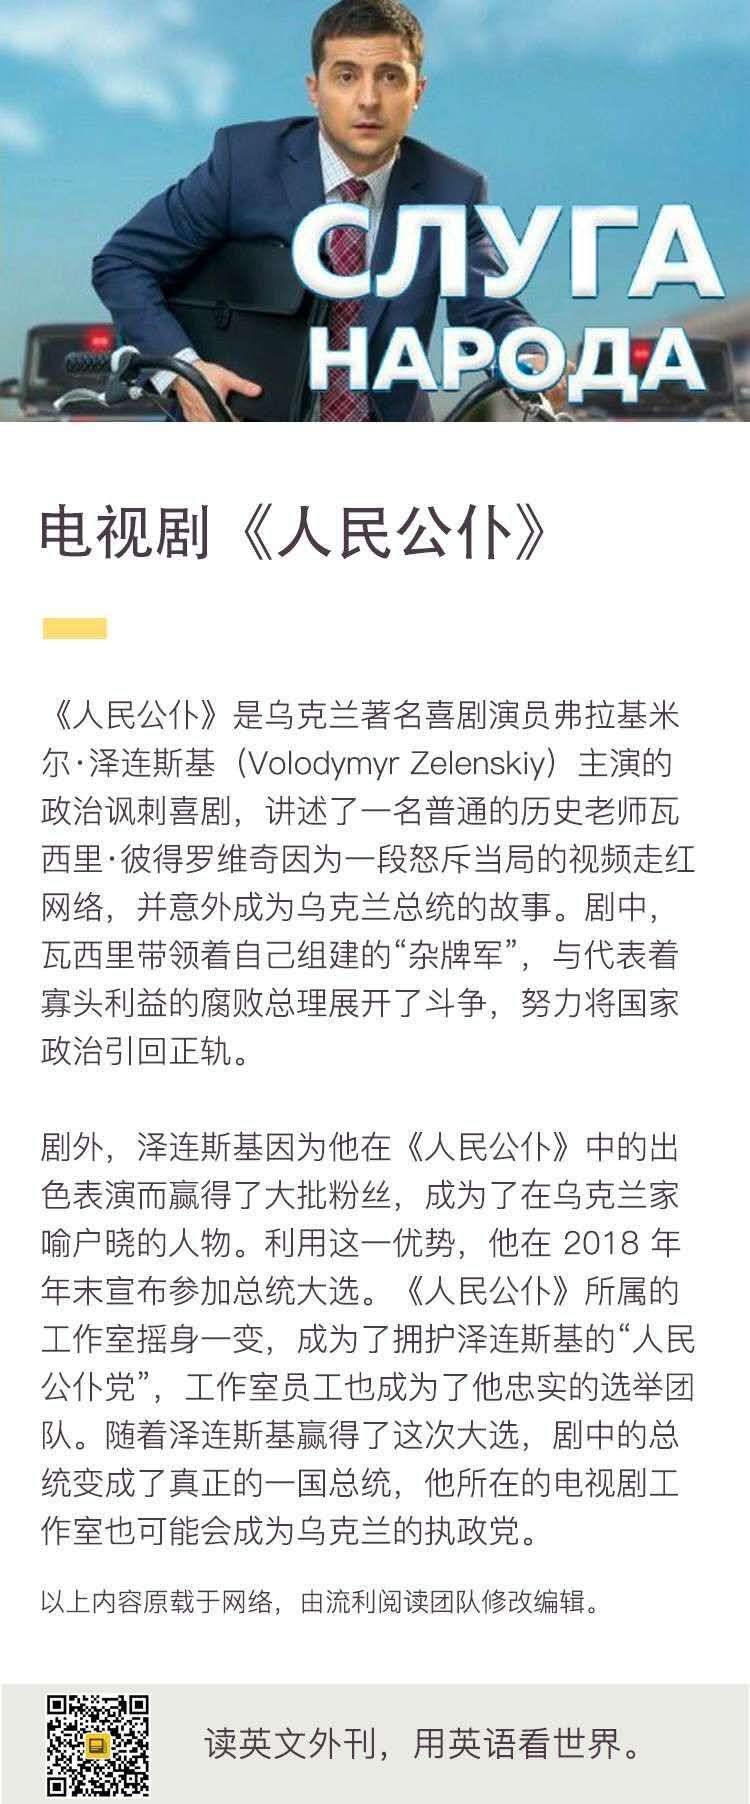 СЛУГА
НАРОДА
电视剧《人民公仆》
《人民公仆》是乌克兰著名喜剧演员弗拉基米
尔·泽连斯基（Volodymyr Zelenskiy）主演的
政治讽刺喜剧，讲述了一名普通的历史老师瓦
西里·彼得罗维奇因为一段怒斥当局的视频走红
网络，并意外成为乌克兰总统的故事。剧中，
瓦西里带领着自己组建的“杂牌军”，与代表着
寡头利益的腐败总理展开了斗争，努力将国家
政治引回正轨。
剧外，泽连斯基因为他在《人民公仆》中的出
色表演而赢得了大批粉丝，成为了在乌克兰家
喻户晓的人物。利用这一优势，他在 2018 年
年末宣布参加总统大选。《人民公仆》所属的
工作室摇身一变，成为了拥护泽连斯基的“人民
公仆党”，工作室员工也成为了他忠实的选举团
队。随着泽连斯基赢得了这次大选，剧中的总
统变成了真正的一国总统，他所在的电视剧工
作室也可能会成为乌克兰的执政党。
以上内容原载于网络，由流利阅读团队修改编辑。
读英文外刊，用英语看世界。